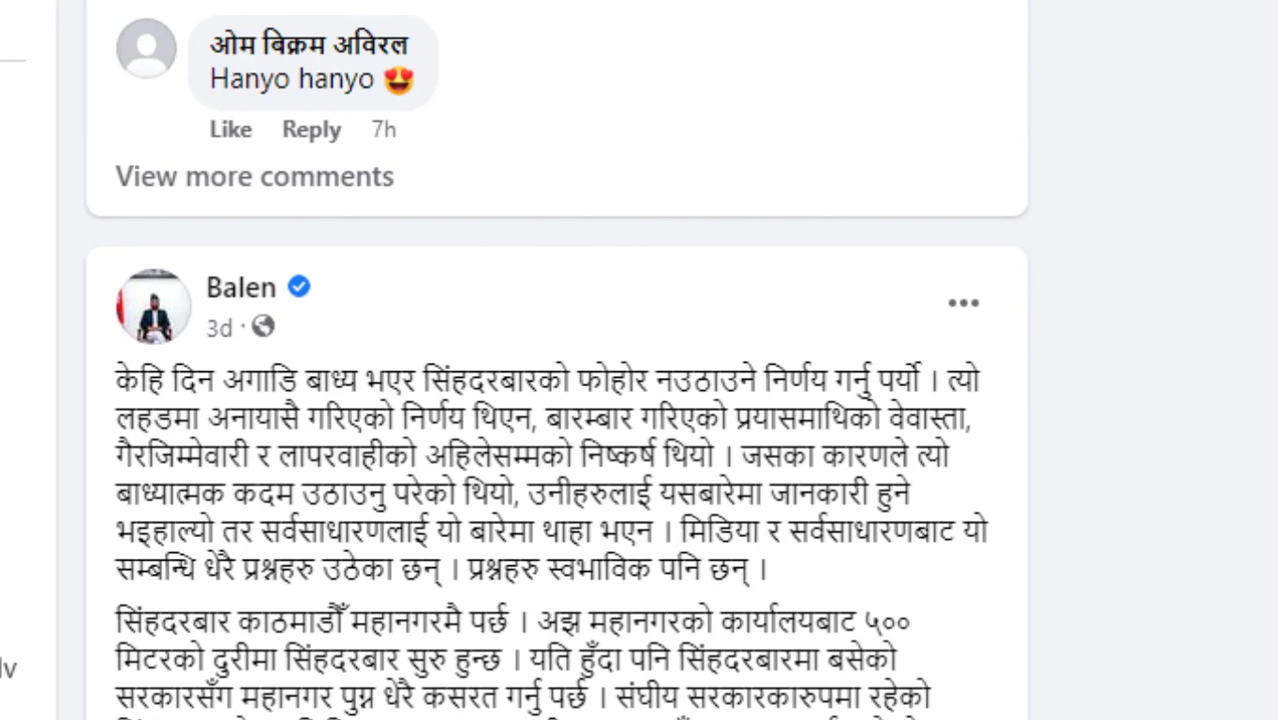 ओम बिक्रम अविरल
Hanyo hanyo 😍
Like Reply 7h
View more comments
Balen
3d ·
केहि दिन अगाडि बाध्य भएर सिंहदरबारको फोहोर नउठाउने निर्णय गर्नु पर्यो । त्यो
लहडमा अनायासै गरिएको निर्णय थिएन, बारम्बार गरिएको प्रयासमाथिको वेवास्ता,
गैरजिम्मेवारी र लापरवाहीको अहिलेसम्मको निष्कर्ष थियो । जसका कारणले त्यो
बाध्यात्मक कदम उठाउनु परेको थियो, उनीहरुलाई यसबारेमा जानकारी हुने
भइहाल्यो तर सर्वसाधारणलाई यो बारेमा थाहा भएन । मिडिया र सर्वसाधारणबाट यो
सम्बन्धि धेरै प्रश्नहरु उठेका छन् । प्रश्नहरु स्वभाविक पनि छन् ।
सिंहदरबार काठमाडौँ महानगरमै पर्छ । अझ महानगरको कार्यालयबाट ५००
मिटरको दुरीमा सिंहदरबार सुरु हुन्छ । यति हुँदा पनि सिंहदरबारमा बसेको
सरकारसँग महानगर पुग्न धेरै कसरत गर्नु पर्छ । संघीय सरकारकारुपमा रहेको